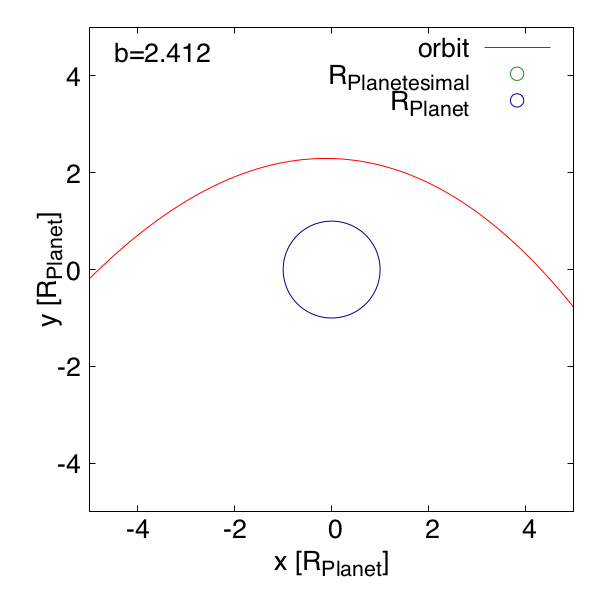 b=2.412
orbit
R_Planetesimal
R_Planet
4
2
0
-2
-4
y [R_Planet]
-4 -2 0 2 4
x [R_Planet]